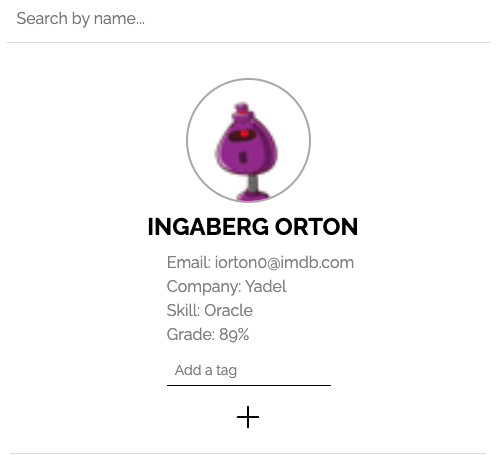 Search by name...
INGABERG ORTON
Email: iorton0@imdb.com
Company: Yadel
Skill: Oracle
Grade: 89%
Add a tag